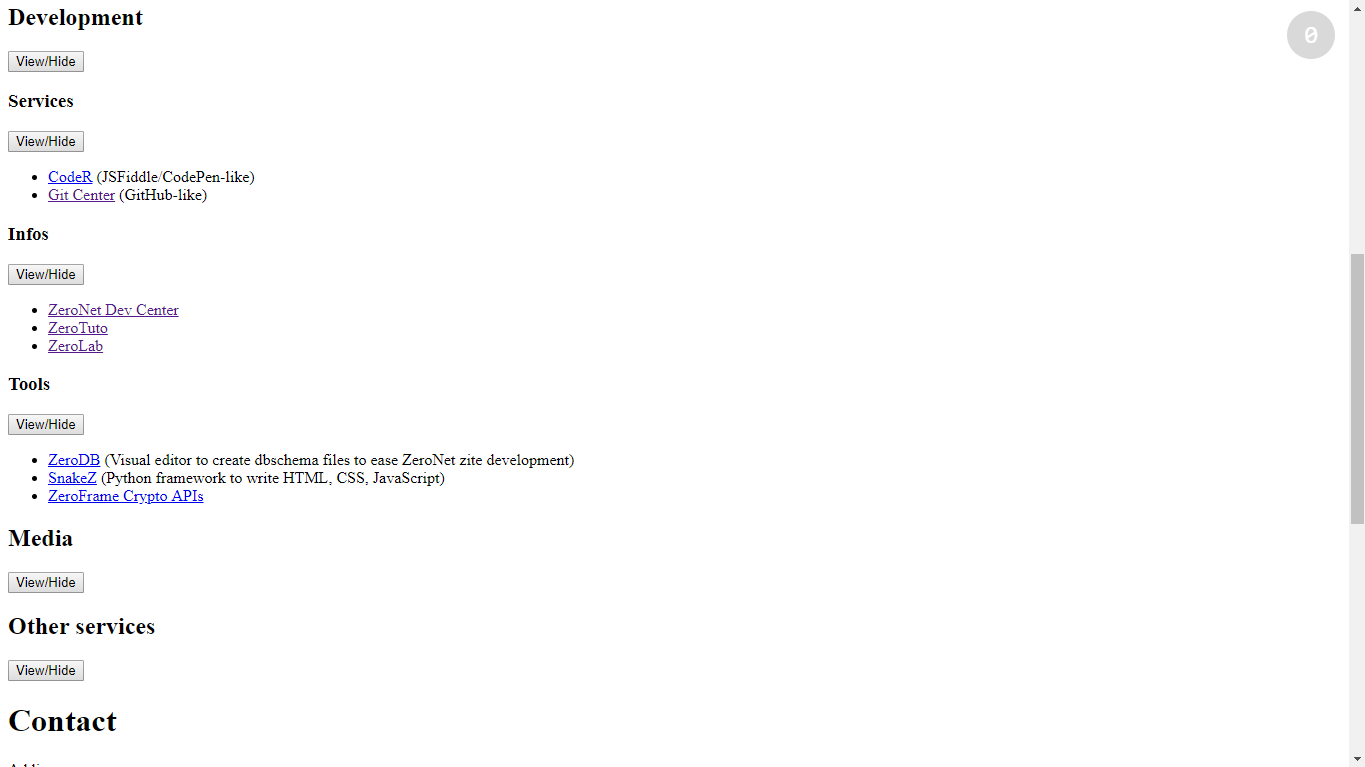 Development
0
View/Hide
Services
View/Hide
CodeR (JSFiddle/CodePen-like)
Git Center (GitHub-like)
Infos
View/Hide
ZeroNet Dev Center
ZeroTuto
ZeroLab
Tools
View/Hide
ZeroDB (Visual editor to create dbschema files to ease ZeroNet zite development)
SnakeZ (Python framework to write HTML, CSS, JavaScript)
ZeroFrame Crypto APIs
Media
View/Hide
Other services
View/Hide
Contact